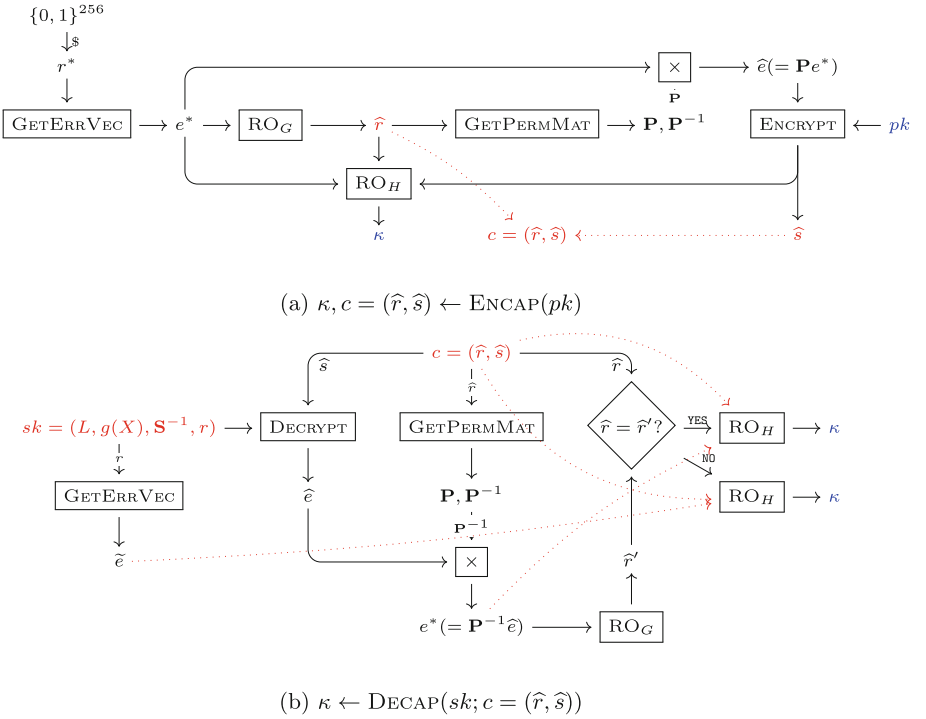 {0, 1}²⁵⁶
$
r*
× ê(= Pe*)
P
GETERRVEC e* RO_G r̂ GETPERMMAT P, P⁻¹ ENCRYPT pk
RO_H
κ c = (r̂, ŝ) ŝ
(a) κ, c = (r̂, ŝ) ← ENCAP(pk)
c = (r̂, ŝ)
ŝ r̂ r̂
sk = (L, g(X), S⁻¹, r) DECRYPT GETPERMMAT r̂ = r̂′? YES RO_H κ
r NO
GETERRVEC ê P, P⁻¹ RO_H κ
P⁻¹
ẽ × r̂′
e*(= P⁻¹ê) RO_G
(b) κ ← DECAP(sk; c = (r̂, ŝ))